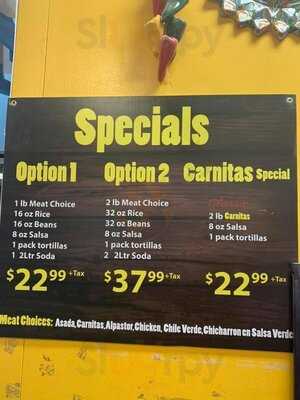 Specials
Option 1
1 lb Meat Choice
16 oz Rice
16 oz Beans
8 oz Salsa
1 pack tortillas
1 2Ltr Soda
$22.99 +Tax
Option 2
2 lb Meat Choice
32 oz Rice
32 oz Beans
8 oz Salsa
1 pack tortillas
2 2Ltr Soda
$37.99 +Tax
Carnitas Special
2 lb Carnitas
8 oz Salsa
1 pack tortillas
$22.99 +Tax
Meat Choices: Asada, Carnitas, Alpastor, Chicken, Chile Verde, Chicharron en Salsa Verde